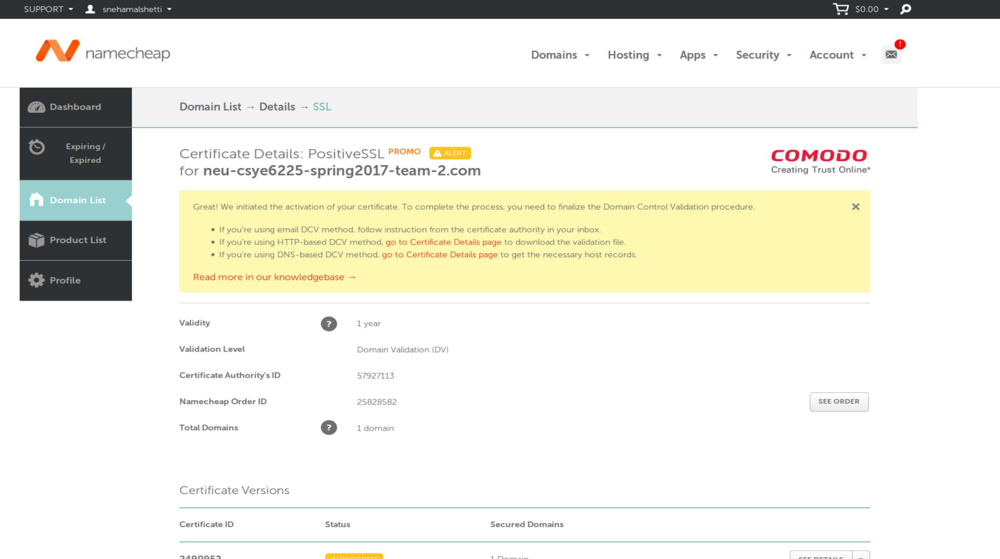 SUPPORT snehamalshetti $0.00
namecheap
Domains Hosting Apps Security Account !
Dashboard
Domain List → Details → SSL
Expiring /
Expired
Domain List
Product List
Profile
Certificate Details: PositiveSSL PROMO ALERT
for neu-csye6225-spring2017-team-2.com
COMODO
Creating Trust Online®
Great! We initiated the activation of your certificate. To complete the process, you need to finalize the Domain Control Validation procedure.
• If you're using email DCV method, follow instruction from the certificate authority in your inbox.
• If you're using HTTP-based DCV method, go to Certificate Details page to download the validation file.
• If you're using DNS-based DCV method, go to Certificate Details page to get the necessary host records.
Read more in our knowledgebase →
Validity ? 1 year
Validation Level Domain Validation (DV)
Certificate Authority's ID 57927113
Namecheap Order ID 25828582 SEE ORDER
Total Domains ? 1 domain
Certificate Versions
Certificate ID Status Secured Domains
2490952 IN PROGRESS 1 Domain SEE DETAILS